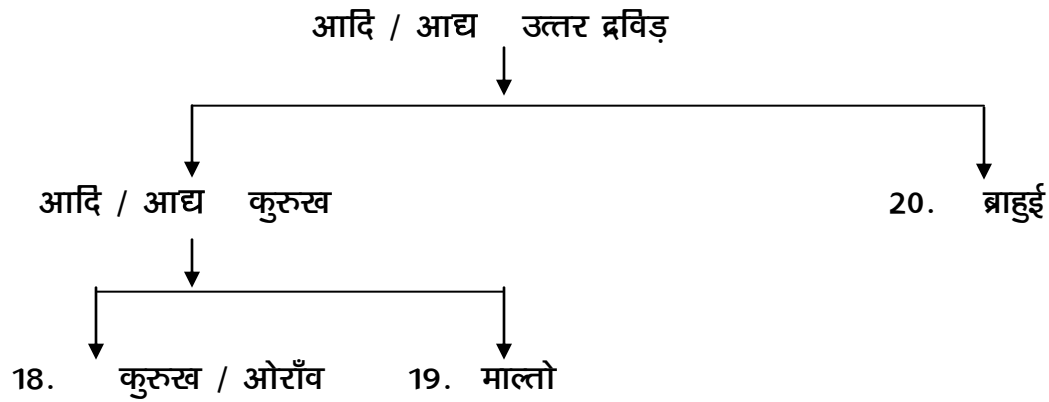 आदि / आद्य उत्तर द्रविड़
आदि / आद्य कुरुख 20. ब्राहुई
18. कुरुख / ओराँव 19. माल्तो